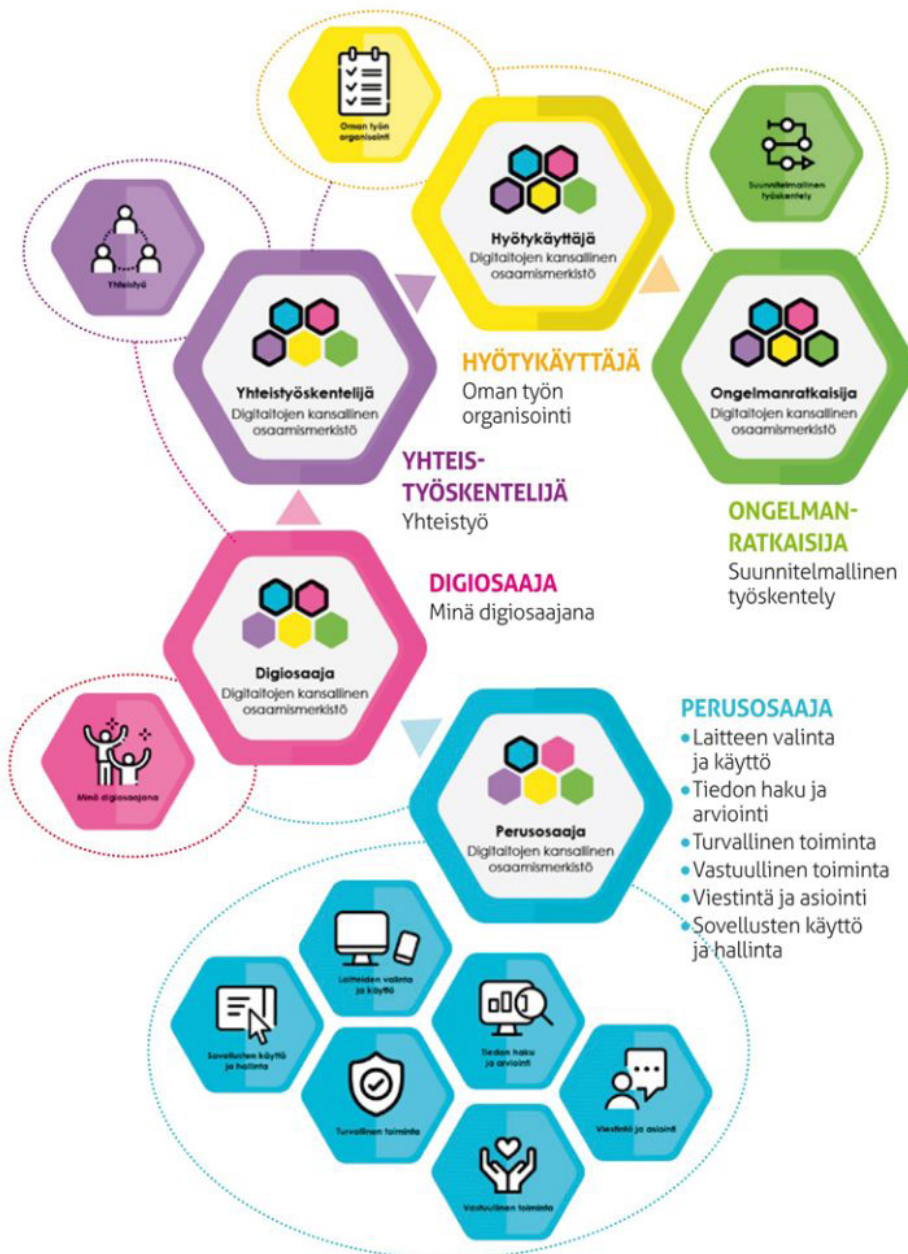 Oman työn
organisointi
Hyötykäyttäjä
Digitaitojen kansallinen
osaamismerkistö
Suunnitelmallinen
työskentely
Yhteistyö
Yhteistyöskentelijä
Digitaitojen kansallinen
osaamismerkistö
HYÖTYKÄYTTÄJÄ
Oman työn
organisointi
Ongelmanratkaisija
Digitaitojen kansallinen
osaamismerkistö
YHTEIS-
TYÖSKENTELIJÄ
Yhteistyö
ONGELMAN-
RATKAISIJA
Suunnitelmallinen
työskentely
DIGIOSAAJA
Minä digiosaajana
Digiosaaja
Digitaitojen kansallinen
osaamismerkistö
Minä digiosaajana
Perusosaaja
Digitaitojen kansallinen
osaamismerkistö
PERUSOSAAJA
• Laitteen valinta
ja käyttö
• Tiedon haku ja
arviointi
• Turvallinen toiminta
• Vastuullinen toiminta
• Viestintä ja asiointi
• Sovellusten käyttö
ja hallinta
Laitteiden valinta
ja käyttö
Sovellusten käyttö
ja hallinta
Tiedon haku
ja arviointi
Turvallinen toiminta
Viestintä ja asiointi
Vastuullinen toiminta